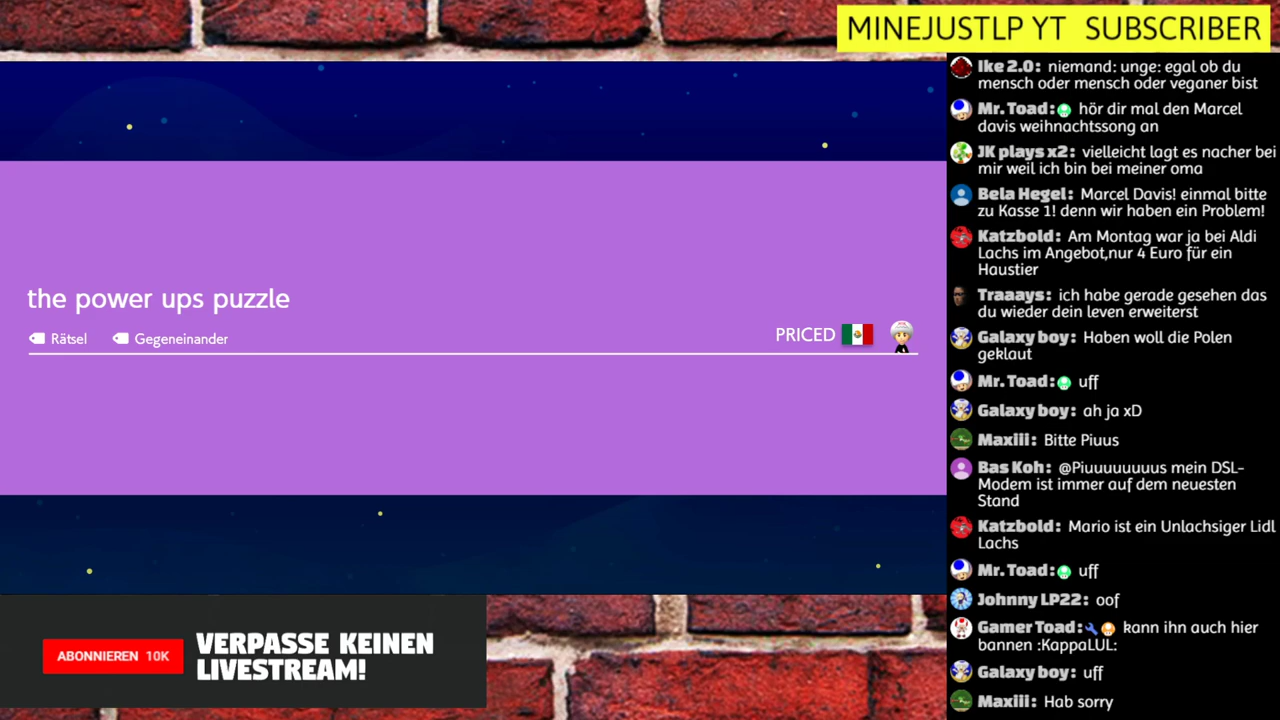 MINEJUSTLP YT SUBSCRIBER
Ike 2.0: niemand: unge: egal ob du
mensch oder mensch oder veganer bist
Mr. Toad: hör dir mal den Marcel
davis weihnachtssong an
JK plays x2: vielleicht lagt es nacher bei
mir weil ich bin bei meiner oma
Bela Hegel: Marcel Davis! einmal bitte
zu Kasse 1! denn wir haben ein Problem!
Katzbold: Am Montag war ja bei Aldi
Lachs im Angebot,nur 4 Euro für ein
Haustier
Traaays: ich habe gerade gesehen das
du wieder dein leven erweiterst
Galaxy boy: Haben woll die Polen
geklaut
Mr. Toad: uff
Galaxy boy: ah ja xD
Maxiii: Bitte Piuus
Bas Koh: @Piuuuuuuuus mein DSL-
Modem ist immer auf dem neuesten
Stand
Katzbold: Mario ist ein Unlachsiger Lidl
Lachs
Mr. Toad: uff
Johnny LP22: oof
Gamer Toad: kann ihn auch hier
bannen :KappaLUL:
Galaxy boy: uff
Maxiii: Hab sorry
the power ups puzzle
Rätsel Gegeneinander
PRICED
ABONNIEREN 10K
VERPASSE KEINEN
LIVESTREAM!